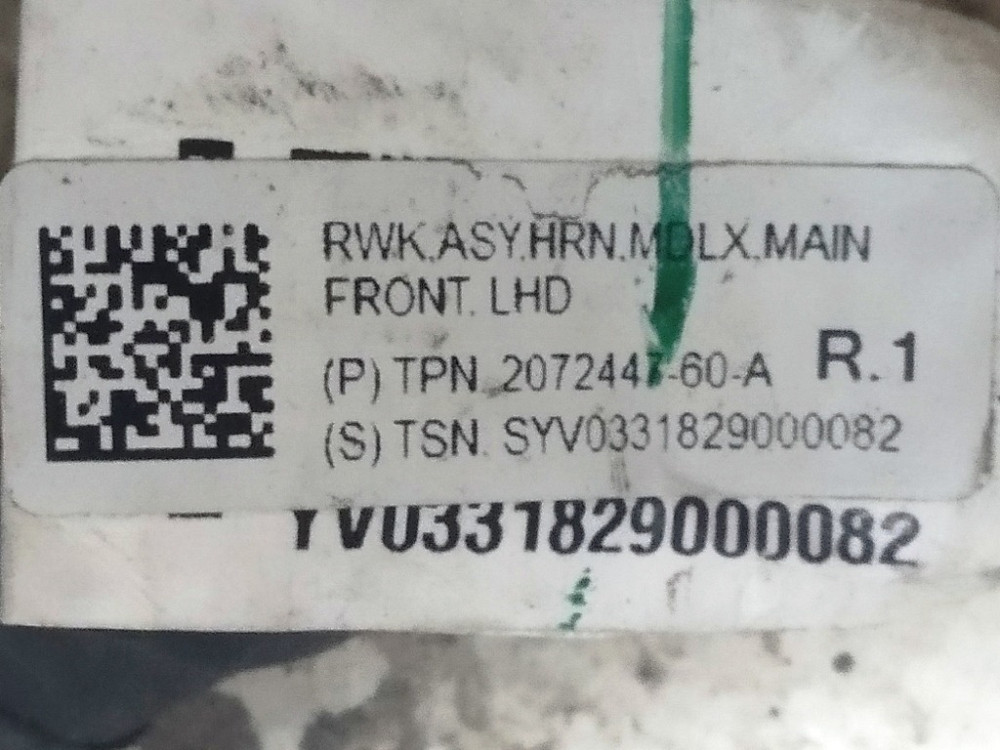 RWK.ASY.HRN.MDLX.MAIN
FRONT. LHD
(P) TPN. 2072447-60-A R.1
(S) TSN. SYV0331829000082
YV0331829000082